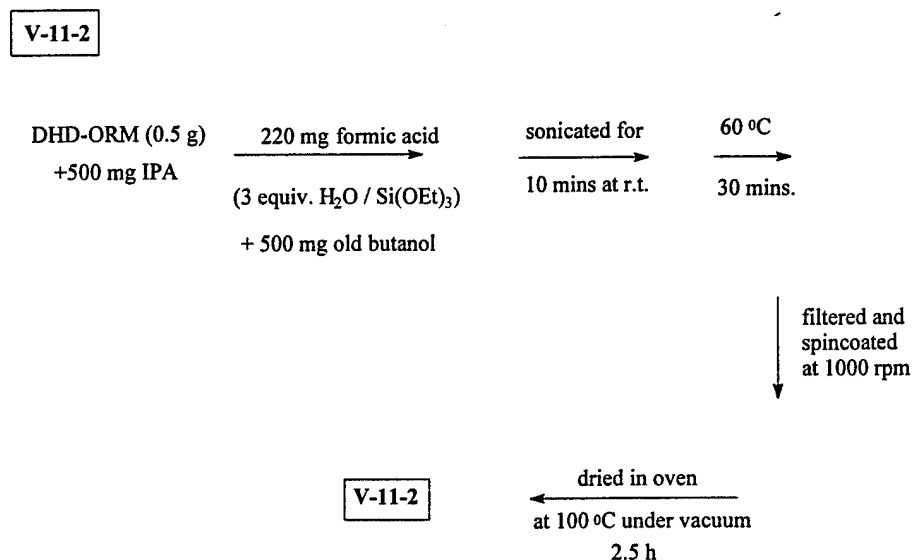 V-11-2
DHD-ORM (0.5 g)
+500 mg IPA
220 mg formic acid
(3 equiv. H₂O / Si(OEt)₃)
+ 500 mg old butanol
sonicated for
10 mins at r.t.
60 ⁰C
30 mins.
filtered and
spincoated
at 1000 rpm
dried in oven
at 100 ⁰C under vacuum
2.5 h
V-11-2